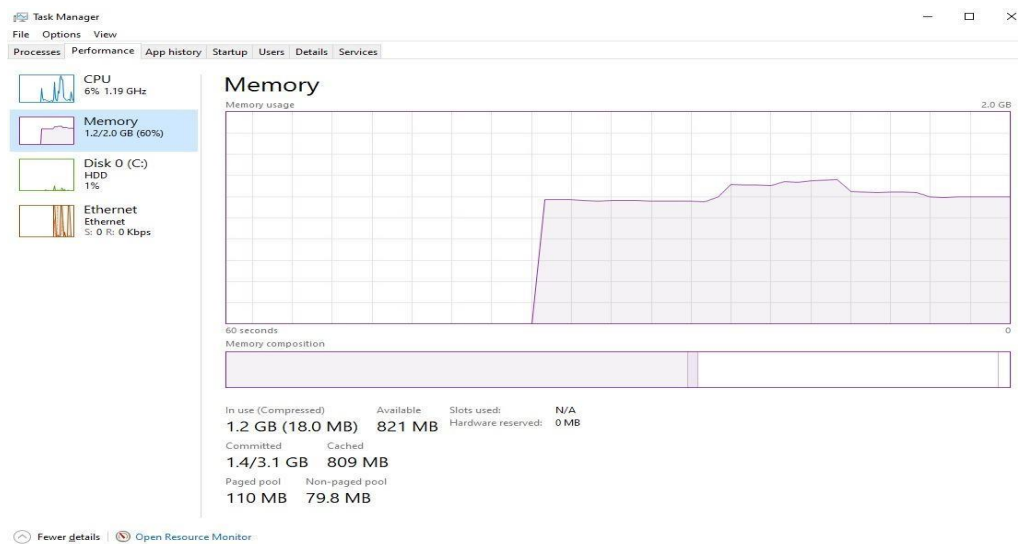 Task Manager
File Options View
Processes Performance App history Startup Users Details Services
CPU
6% 1.19 GHz
Memory
1.2/2.0 GB (60%)
Disk 0 (C:)
HDD
1%
Ethernet
Ethernet
S: 0 R: 0 Kbps
Memory
Memory usage 2.0 GB
60 seconds 0
Memory composition
In use (Compressed) Available Slots used: N/A
1.2 GB (18.0 MB) 821 MB Hardware reserved: 0 MB
Committed Cached
1.4/3.1 GB 809 MB
Paged pool Non-paged pool
110 MB 79.8 MB
Fewer details Open Resource Monitor